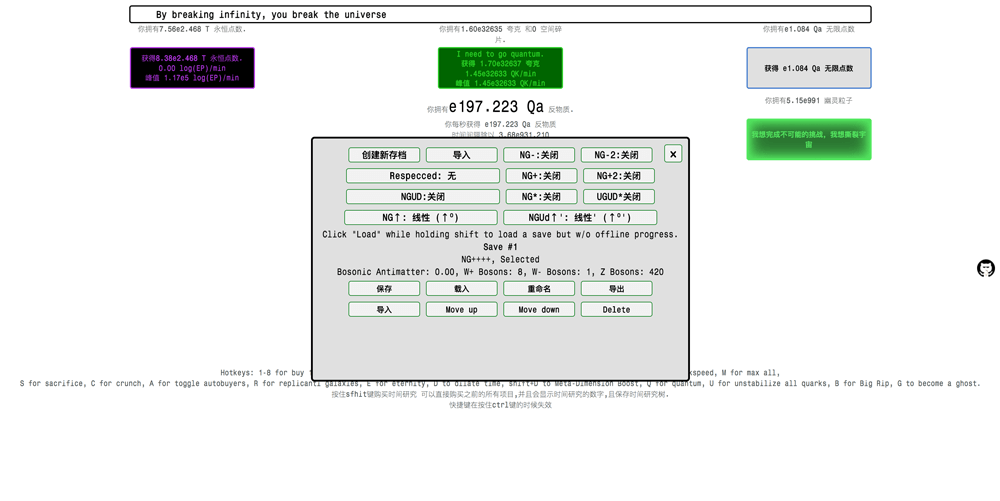 By breaking infinity, you break the universe
你拥有7.56e2.468 T 永恒点数.
你拥有1.60e32635 夸克 和0 空间碎
片.
你拥有e1.084 Qa 无限点数
获得8.38e2.468 T 永恒点数.
0.00 log(EP)/min
峰值 1.17e5 log(EP)/min
I need to go quantum.
获得 1.70e32637 夸克
1.45e32633 QK/min
峰值 1.45e32633 QK/min
获得 e1.084 Qa 无限点数
你拥有e197.223 Qa 反物质.
你拥有5.15e991 幽灵粒子
你每秒获得 e197.223 Qa 反物质
时间间隔除以 3.68e931,210
我想完成不可能的挑战, 我想撕裂宇
宙
创建新存档 导入 NG-:关闭 NG-2:关闭 ×
Respecced: 无 NG+:关闭 NG+2:关闭
NGUD:关闭 NG*:关闭 UGUD*关闭
NG↑: 线性 (↑⁰) NGUd↑': 线性' (↑⁰')
Click "Load" while holding shift to load a save but w/o offline progress.
Save #1
NG++++, Selected
Bosonic Antimatter: 0.00, W+ Bosons: 8, W- Bosons: 1, Z Bosons: 420
保存 载入 重命名 导出
导入 Move up Move down Delete
Hotkeys: 1-8 for buy 1 xspeed, M for max all,
S for sacrifice, C for crunch, A for toggle autobuyers, R for replicanti galaxies, E for eternity, D to dilate time, shift+D to Meta-Dimension Boost, Q for quantum, U for unstabilize all quarks, B for Big Rip, G to become a ghost.
按住sfhit键购买时间研究 可以直接购买之前的所有项目,并且会显示时间研究的数字,且保存时间研究树.
快捷键在按住ctrl键的时候失效